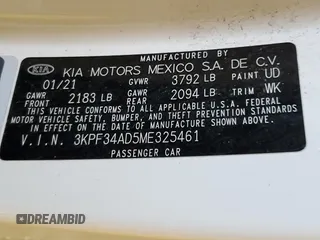 MANUFACTURED BY
KIA KIA MOTORS MEXICO S.A. DE C.V.
01/21 GVWR 3792 LB PAINT UD
GAWR FRONT 2183 LB GAWR REAR 2094 LB TRIM WK
THIS VEHICLE CONFORMS TO ALL APPLICABLE FEDERAL
MOTOR VEHICLE SAFETY, BUMPER, AND THEFT PREVENTION
STANDARDS IN EFFECT ON THE DATE OF MANUFACTURE SHOWN ABOVE.
V.I.N. 3KPF34AD5ME325461
PASSENGER CAR
DREAMBID